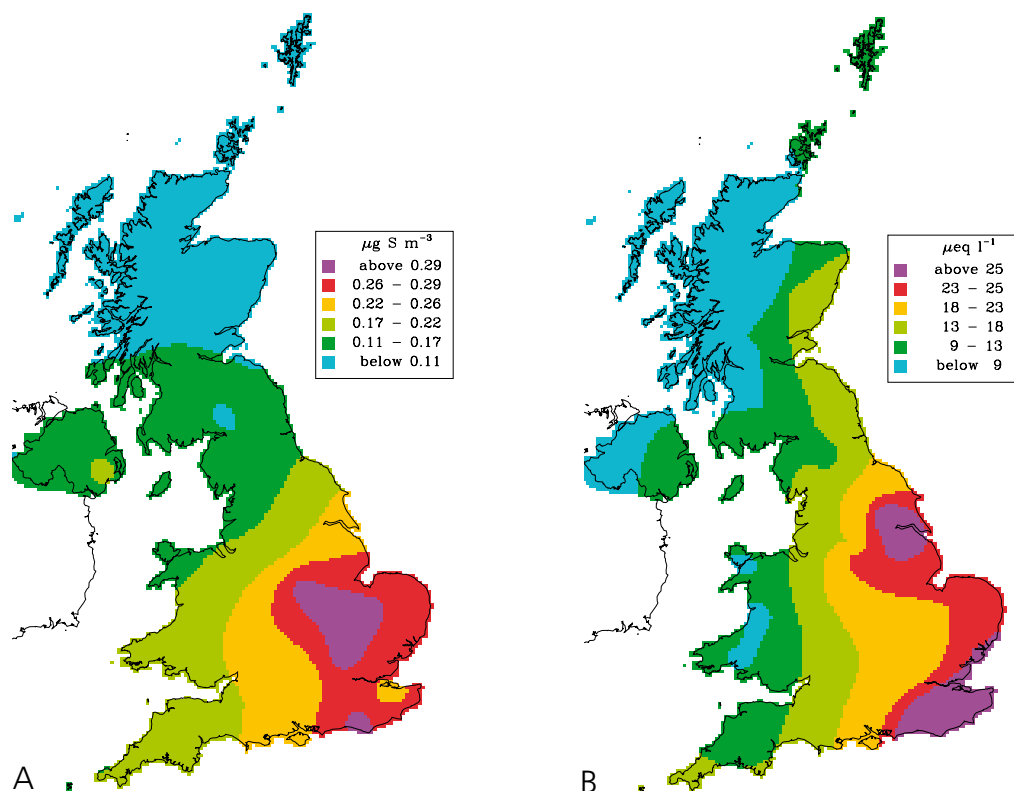 μg S m⁻³
above 0.29
0.26 – 0.29
0.22 – 0.26
0.17 – 0.22
0.11 – 0.17
below 0.11
A
μeq l⁻¹
above 25
23 – 25
18 – 23
13 – 18
9 – 13
below 9
B